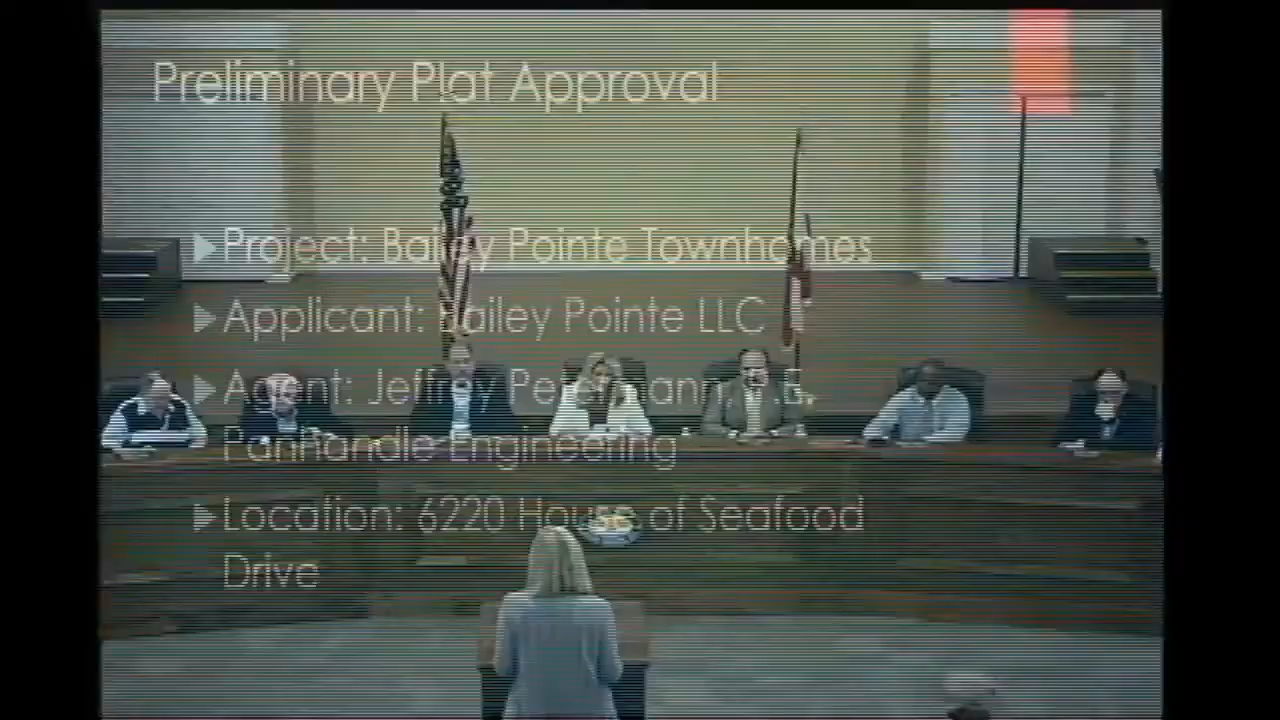 Preliminary Plat Approval
▶Project: Bailey Pointe Townhomes
▶Applicant: Bailey Pointe LLC
▶Agent: Jeffrey Petermann, P.E.
PanHandle Engineering
▶Location: 6220 House of Seafood
Drive